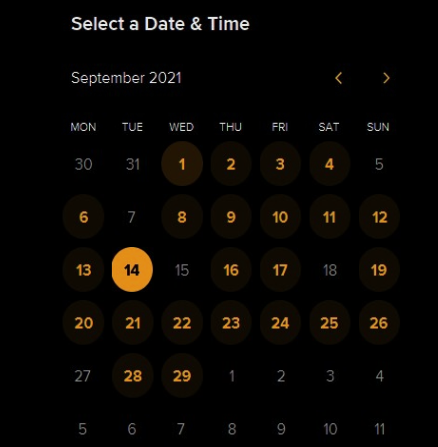 Select a Date & Time
September 2021
MON TUE WED THU FRI SAT SUN
30 31 1 2 3 4 5
6 7 8 9 10 11 12
13 14 15 16 17 18 19
20 21 22 23 24 25 26
27 28 29 1 2 3 4
5 6 7 8 9 10 11